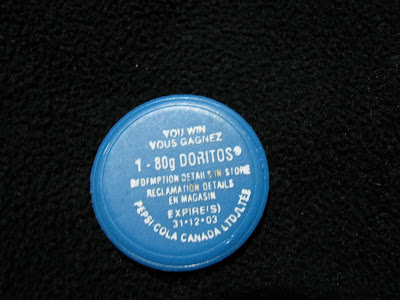 YOU WIN
VOUS GAGNEZ
1 - 80g DORITOS®
REDEMPTION DETAILS IN STORE
RECLAMATION DETAILS
EN MAGASIN
EXPIRE(S)
31-12-03
PEPSI COLA CANADA LTD/LTÉE